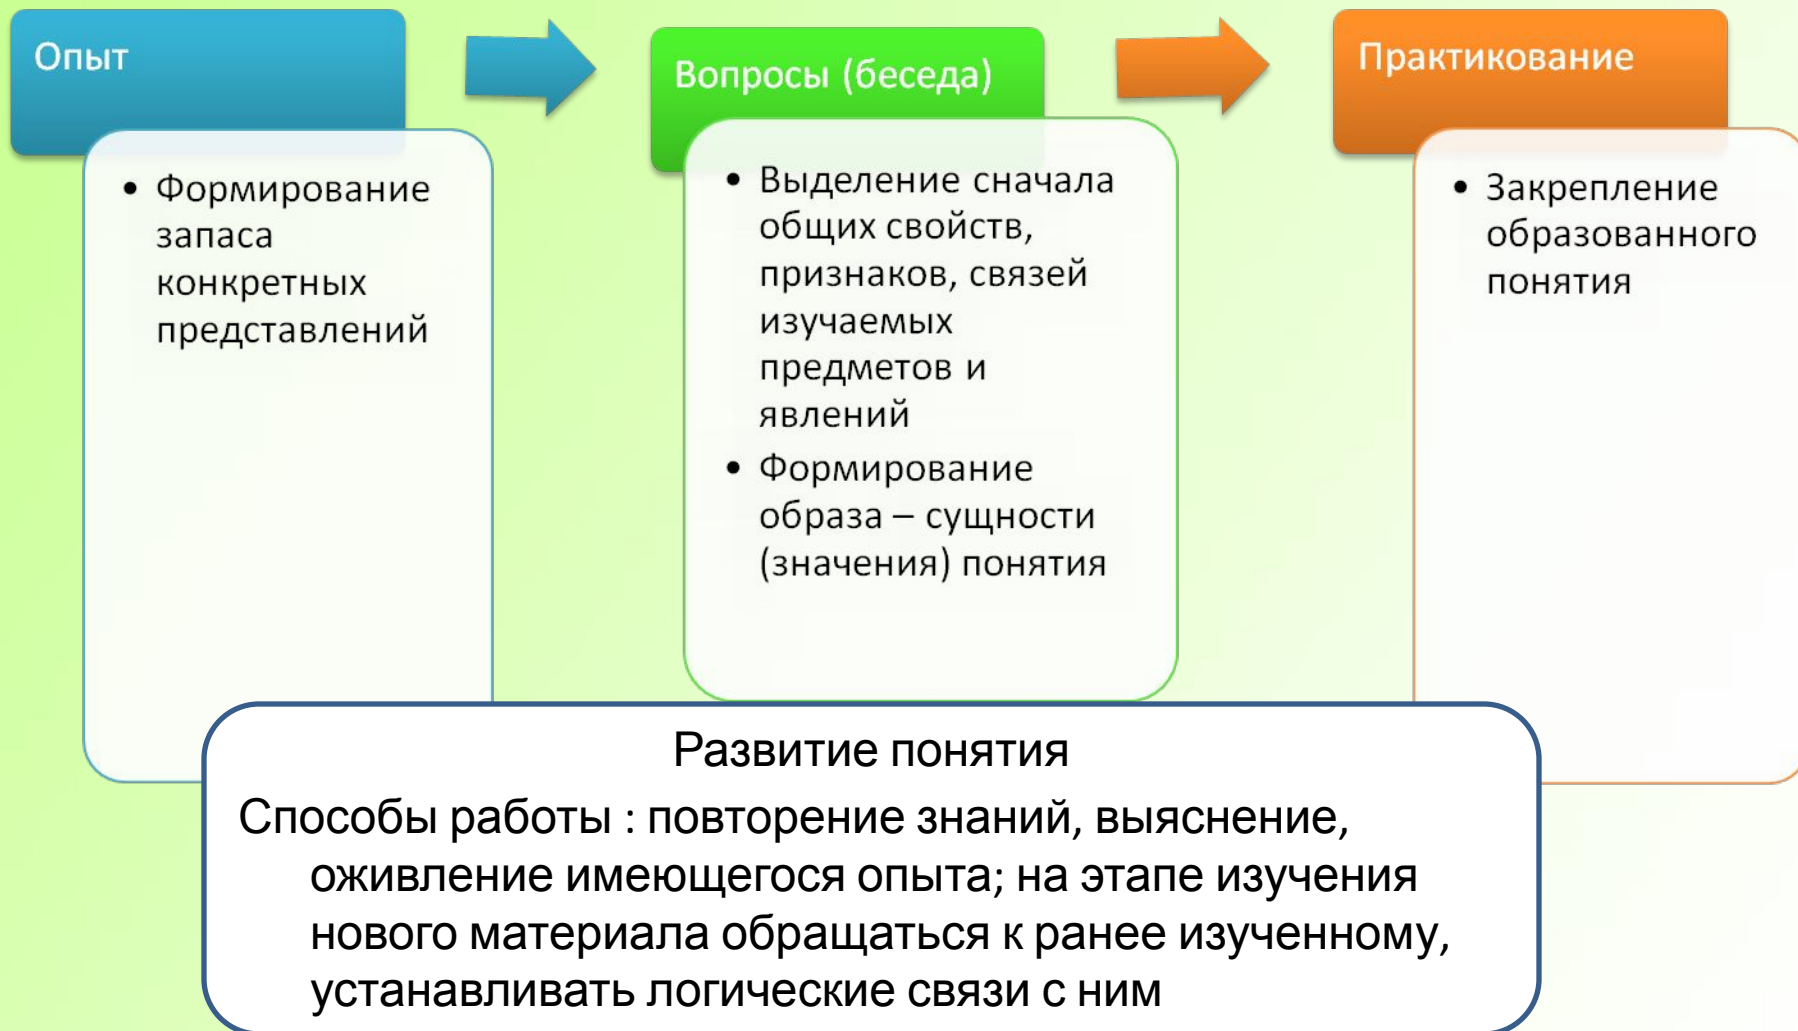 Опыт
• Формирование
запаса
конкретных
представлений
Вопросы (беседа)
• Выделение сначала
общих свойств,
признаков, связей
изучаемых
предметов и
явлений
• Формирование
образа – сущности
(значения) понятия
Практикование
• Закрепление
образованного
понятия
Развитие понятия
Способы работы : повторение знаний, выяснение,
оживление имеющегося опыта; на этапе изучения
нового материала обращаться к ранее изученному,
устанавливать логические связи с ним